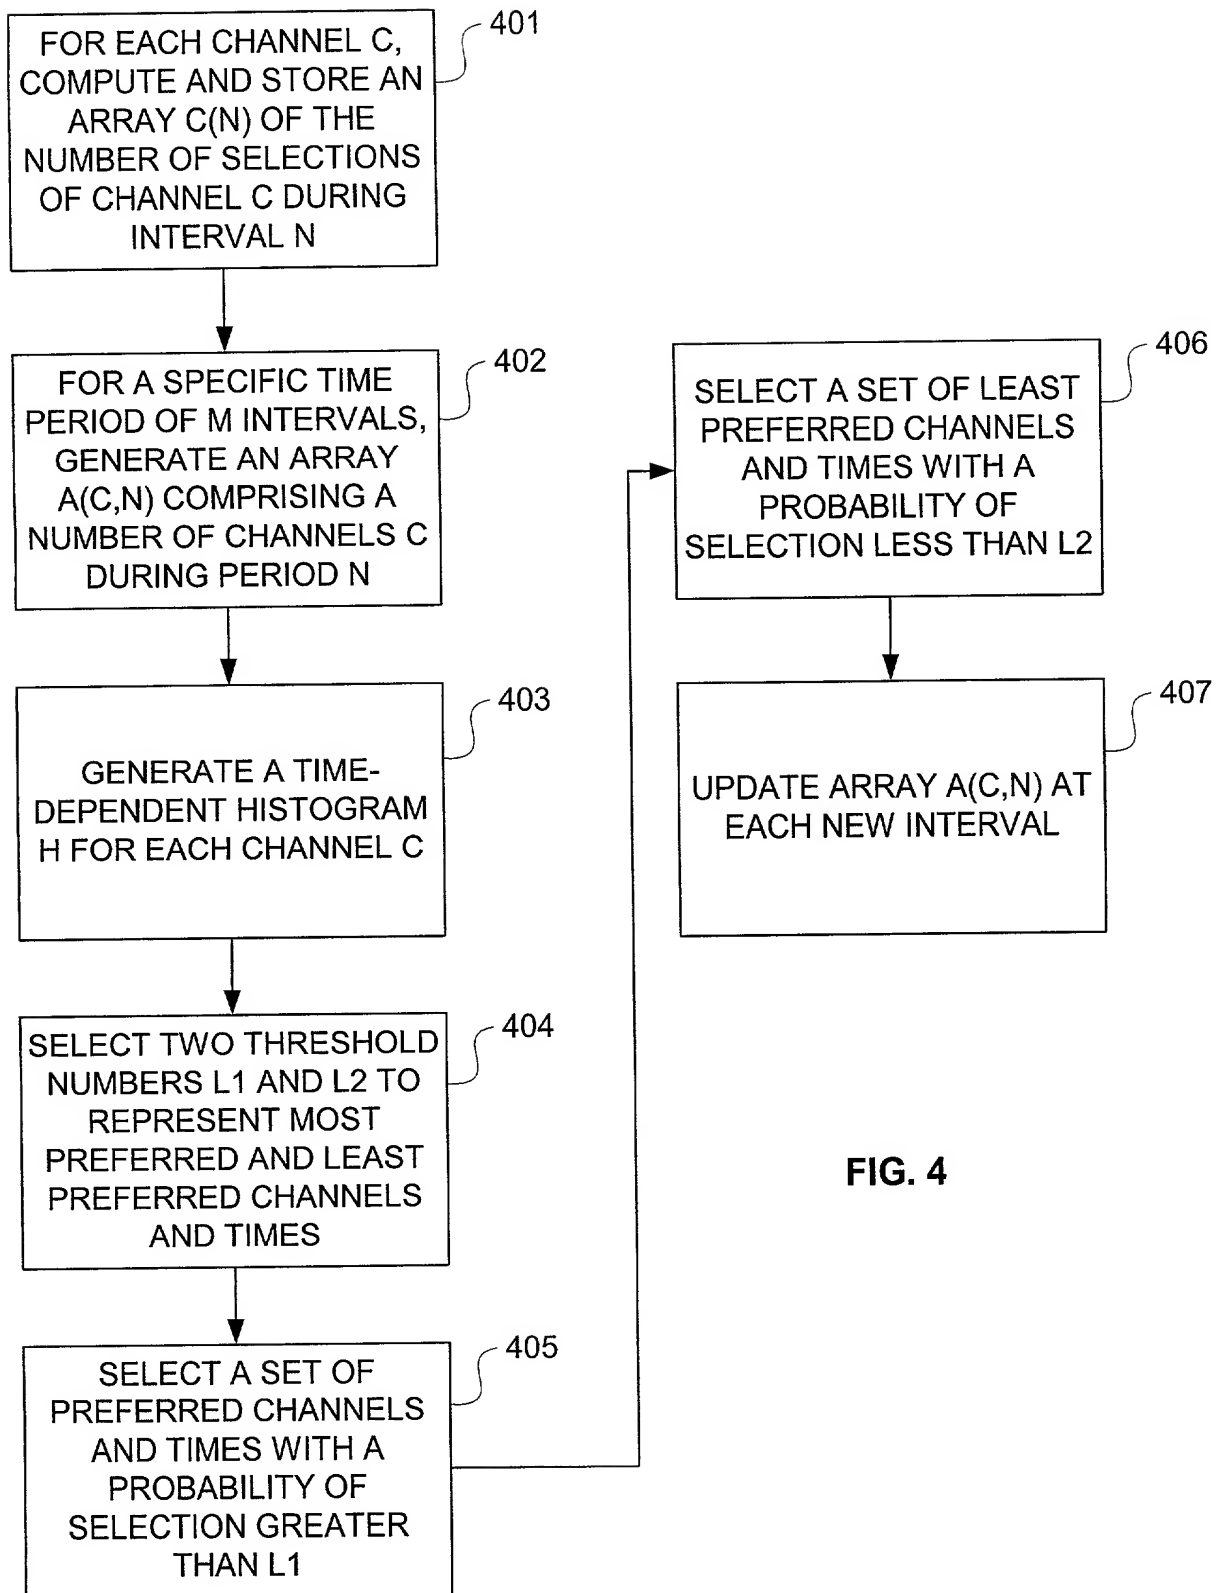 FOR EACH CHANNEL C,
COMPUTE AND STORE AN
ARRAY C(N) OF THE
NUMBER OF SELECTIONS
OF CHANNEL C DURING
INTERVAL N
401
FOR A SPECIFIC TIME
PERIOD OF M INTERVALS,
GENERATE AN ARRAY
A(C,N) COMPRISING A
NUMBER OF CHANNELS C
DURING PERIOD N
402
GENERATE A TIME-
DEPENDENT HISTOGRAM
H FOR EACH CHANNEL C
403
SELECT TWO THRESHOLD
NUMBERS L1 AND L2 TO
REPRESENT MOST
PREFERRED AND LEAST
PREFERRED CHANNELS
AND TIMES
404
SELECT A SET OF
PREFERRED CHANNELS
AND TIMES WITH A
PROBABILITY OF
SELECTION GREATER
THAN L1
405
SELECT A SET OF LEAST
PREFERRED CHANNELS
AND TIMES WITH A
PROBABILITY OF
SELECTION LESS THAN L2
406
UPDATE ARRAY A(C,N) AT
EACH NEW INTERVAL
407
FIG. 4